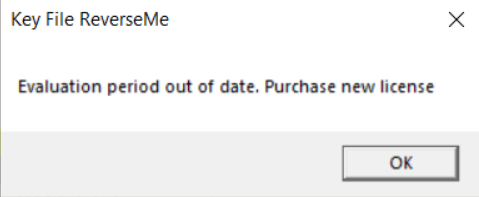 Key File ReverseMe
Evaluation period out of date. Purchase new license
OK